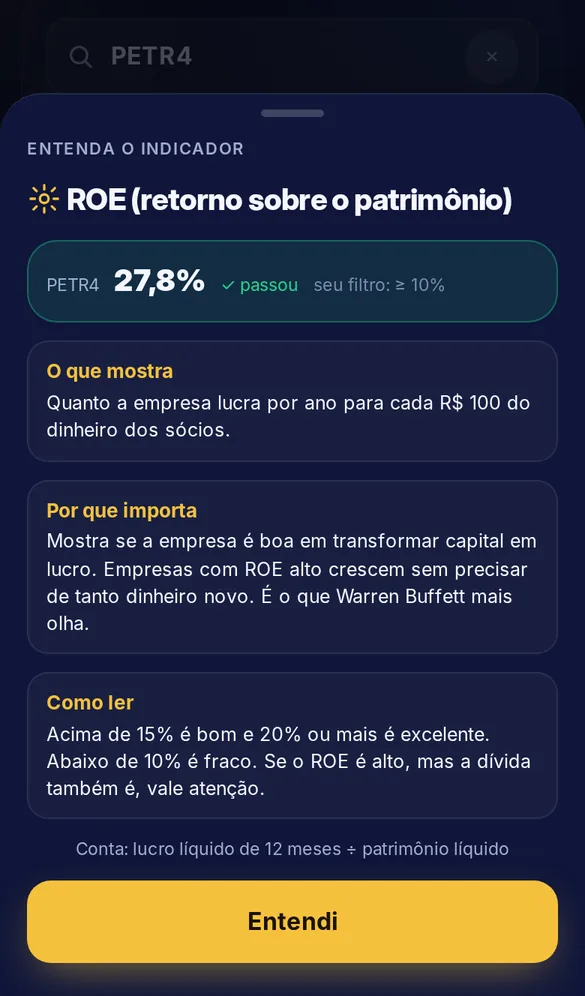 PETR4
ENTENDA O INDICADOR
ROE (retorno sobre o patrimônio)
PETR4 27,8% ✓ passou seu filtro: ≥ 10%
O que mostra
Quanto a empresa lucra por ano para cada R$ 100 do
dinheiro dos sócios.
Por que importa
Mostra se a empresa é boa em transformar capital em
lucro. Empresas com ROE alto crescem sem precisar
de tanto dinheiro novo. É o que Warren Buffett mais
olha.
Como ler
Acima de 15% é bom e 20% ou mais é excelente.
Abaixo de 10% é fraco. Se o ROE é alto, mas a dívida
também é, vale atenção.
Conta: lucro líquido de 12 meses ÷ patrimônio líquido
Entendi